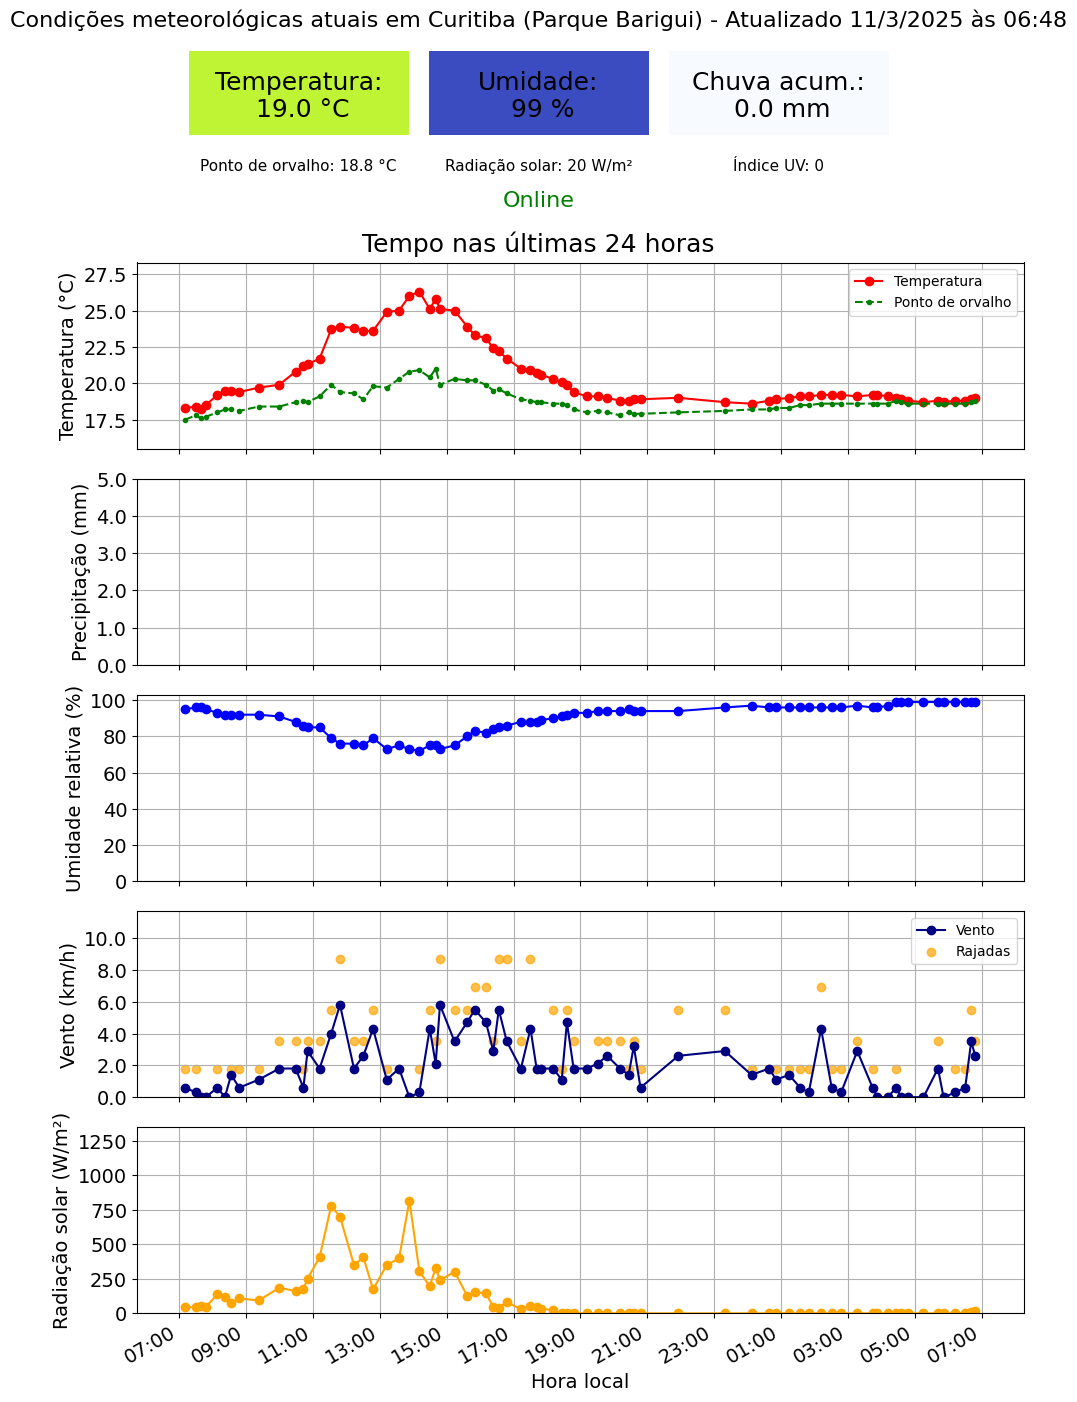 Condições meteorológicas atuais em Curitiba (Parque Barigui) - Atualizado 11/3/2025 às 06:48
Temperatura:
19.0 °C
Umidade:
99 %
Chuva acum.:
0.0 mm
Ponto de orvalho: 18.8 °C
Radiação solar: 20 W/m²
Índice UV: 0
Online
Tempo nas últimas 24 horas
Temperatura (°C)
27.5
25.0
22.5
20.0
17.5
Temperatura
Ponto de orvalho
Precipitação (mm)
5.0
4.0
3.0
2.0
1.0
0.0
Umidade relativa (%)
100
80
60
40
20
0
Vento (km/h)
10.0
8.0
6.0
4.0
2.0
0.0
Vento
Rajadas
Radiação solar (W/m²)
1250
1000
750
500
250
0
07:00
09:00
11:00
13:00
15:00
17:00
19:00
21:00
23:00
01:00
03:00
05:00
07:00
Hora local